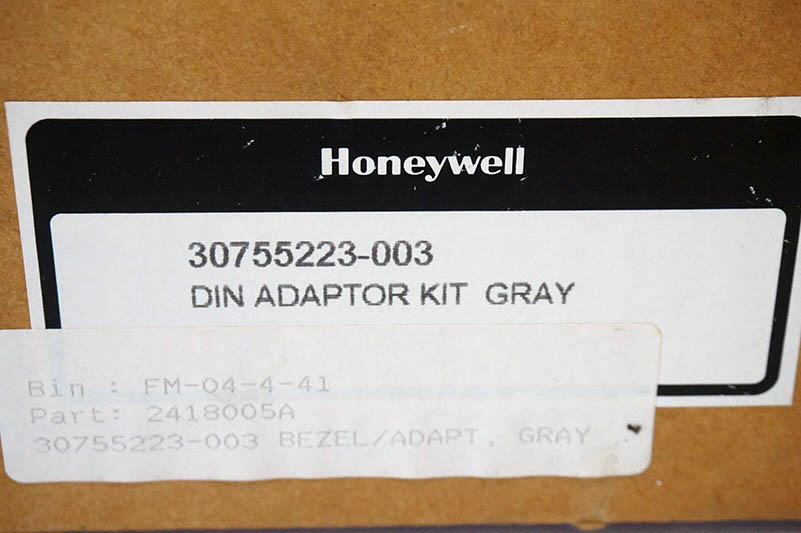 Honeywell
30755223-003
DIN ADAPTOR KIT GRAY
Bin : FM-04-4-41
Part: 2418005A
30755223-003 BEZEL/ADAPT, GRAY